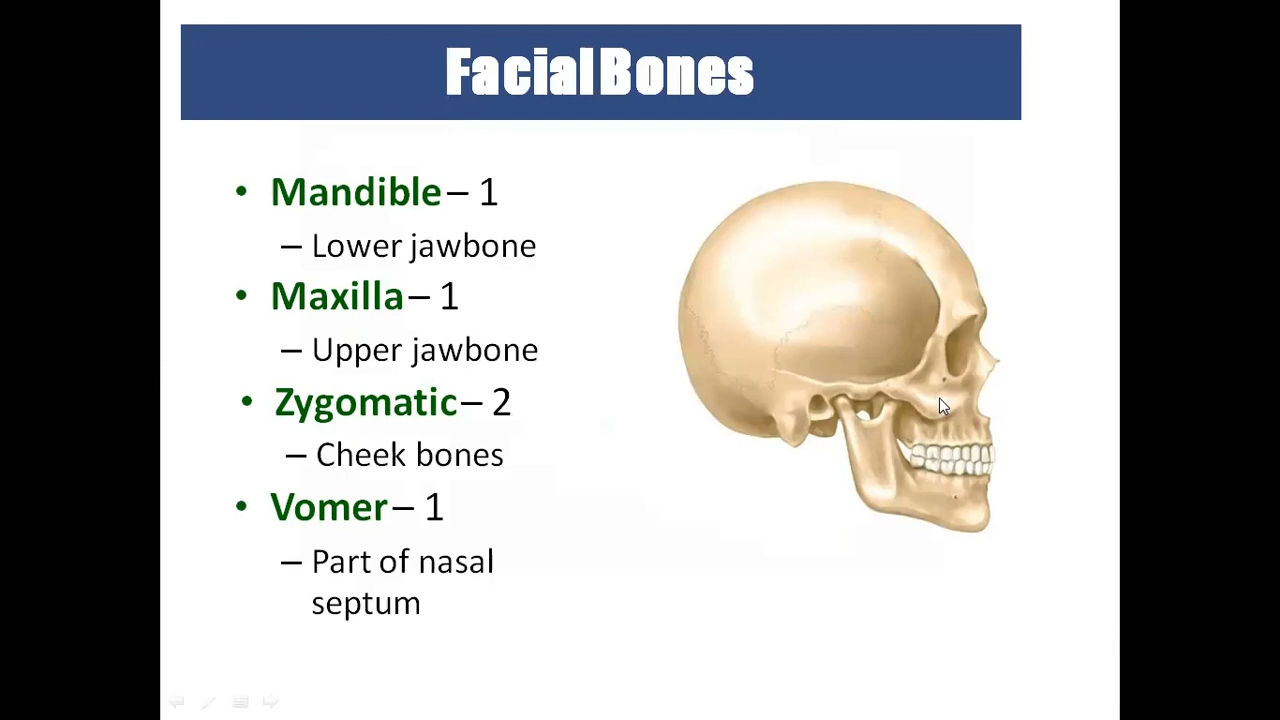 Facial Bones
• Mandible – 1
– Lower jawbone
• Maxilla – 1
– Upper jawbone
• Zygomatic – 2
– Cheek bones
• Vomer – 1
– Part of nasal
septum